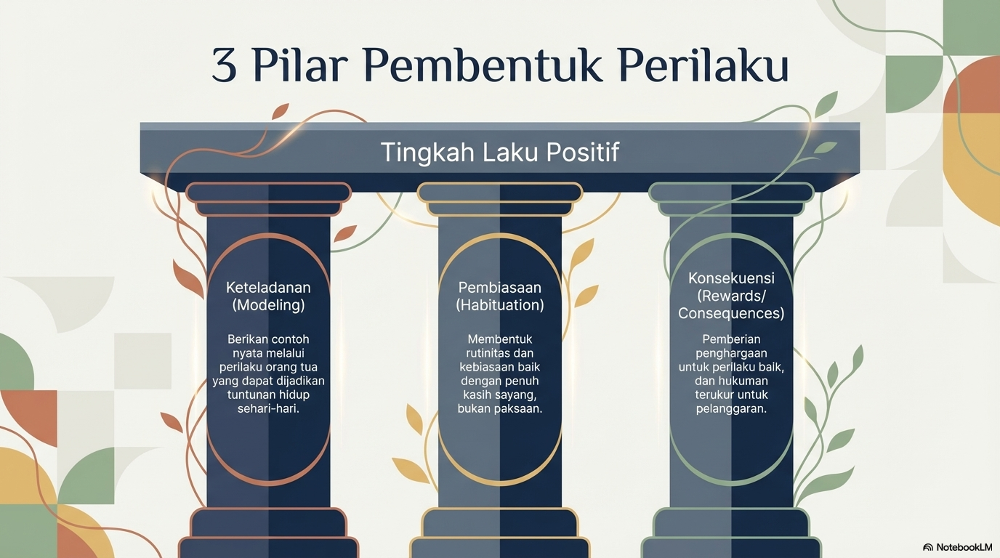 3 Pilar Pembentuk Perilaku
Tingkah Laku Positif
Keteladanan
(Modeling)
Berikan contoh
nyata melalui
perilaku orang tua
yang dapat dijadikan
tuntunan hidup
sehari-hari.
Pembiasaan
(Habituation)
Membentuk
rutinitas dan
kebiasaan baik
dengan penuh
kasih sayang,
bukan paksaan.
Konsekuensi
(Rewards/
Consequences)
Pemberian
penghargaan
untuk perilaku baik,
dan hukuman
terukur untuk
pelanggaran.
NotebookLM